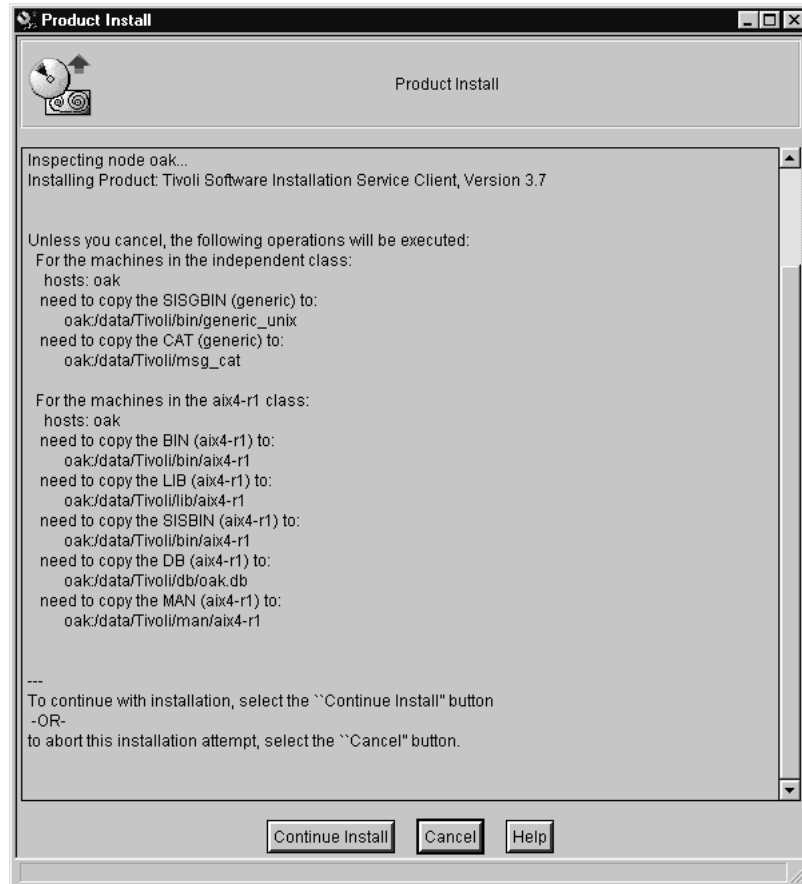 Product Install
Product Install
Inspecting node oak...
Installing Product: Tivoli Software Installation Service Client, Version 3.7
Unless you cancel, the following operations will be executed:
For the machines in the independent class:
hosts: oak
need to copy the SISGBIN (generic) to:
oak:/data/Tivoli/bin/generic_unix
need to copy the CAT (generic) to:
oak:/data/Tivoli/msg_cat
For the machines in the aix4-r1 class:
hosts: oak
need to copy the BIN (aix4-r1) to:
oak:/data/Tivoli/bin/aix4-r1
need to copy the LIB (aix4-r1) to:
oak:/data/Tivoli/lib/aix4-r1
need to copy the SISBIN (aix4-r1) to:
oak:/data/Tivoli/bin/aix4-r1
need to copy the DB (aix4-r1) to:
oak:/data/Tivoli/db/oak.db
need to copy the MAN (aix4-r1) to:
oak:/data/Tivoli/man/aix4-r1
---
To continue with installation, select the ``Continue Install'' button
-OR-
to abort this installation attempt, select the ``Cancel'' button.
Continue Install Cancel Help